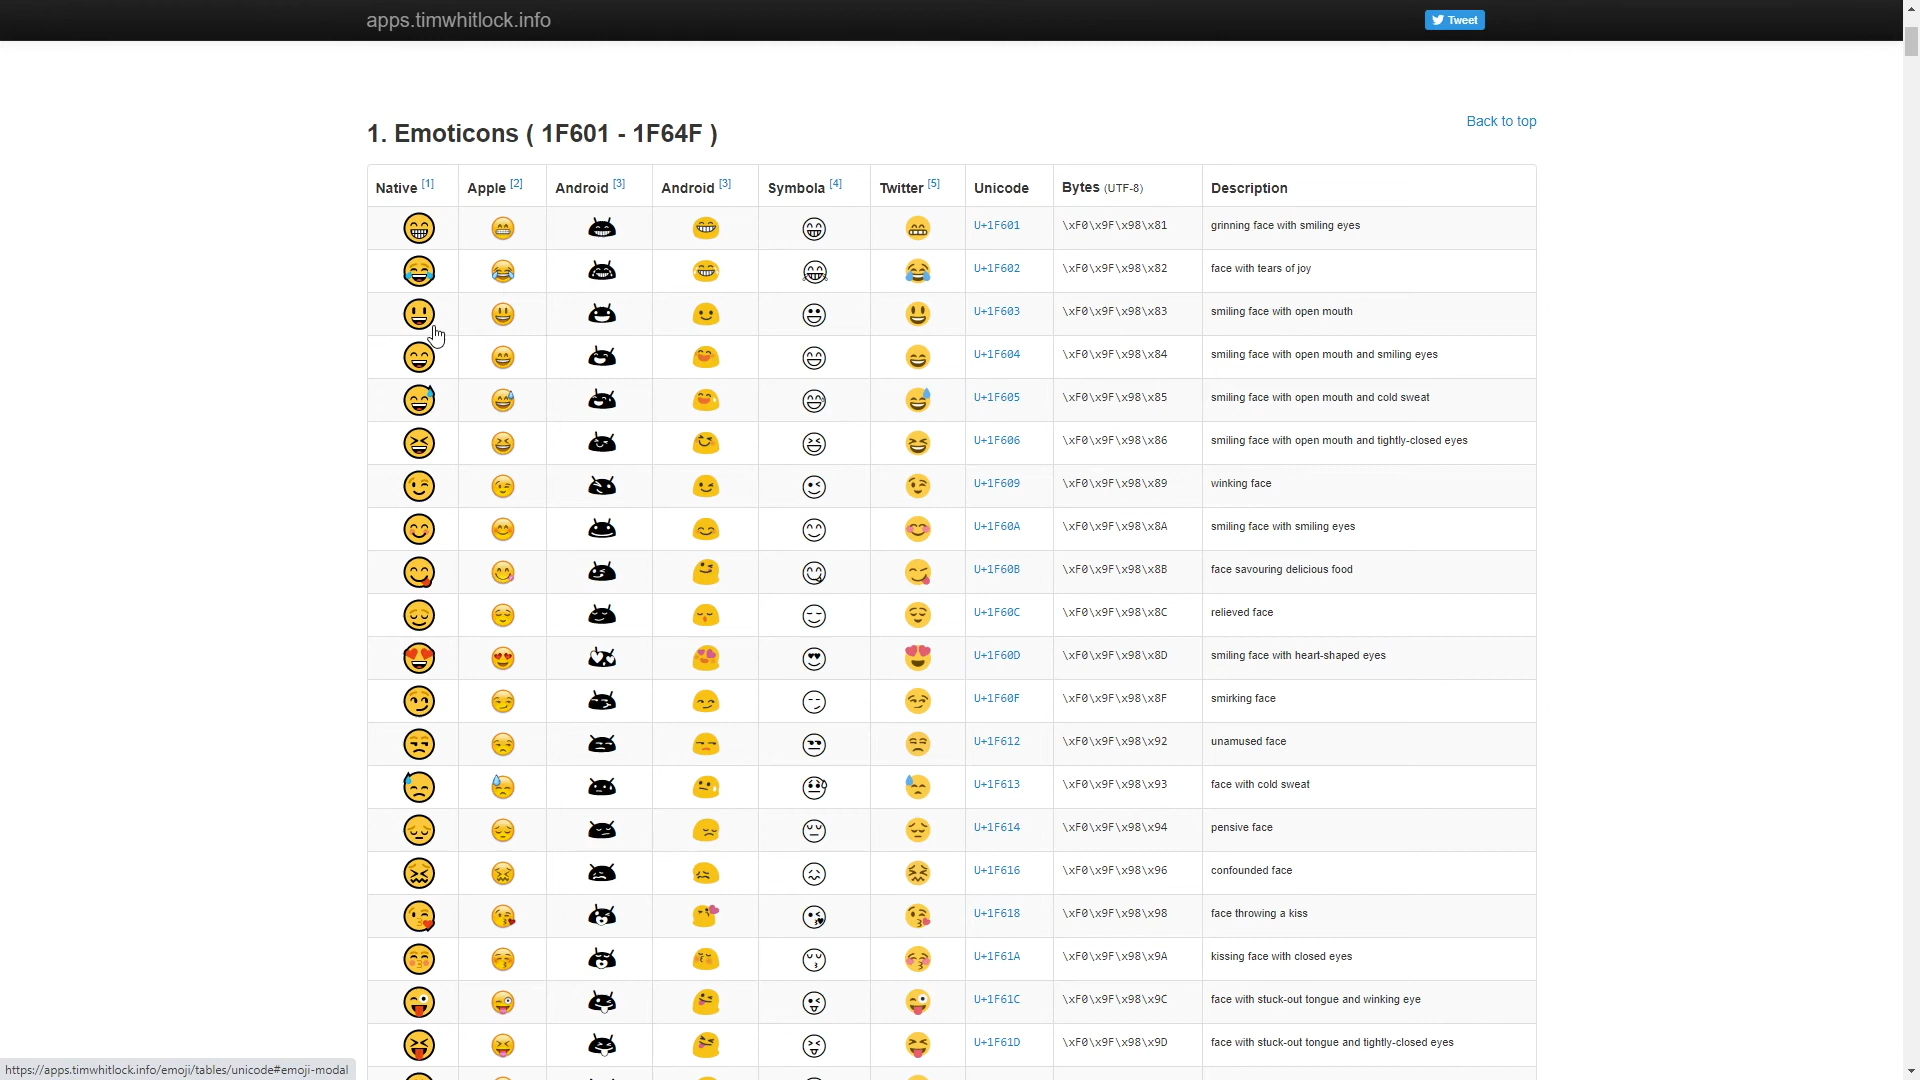 apps.timwhitlock.info
Tweet
Back to top
1. Emoticons ( 1F601 - 1F64F )
Native [1] Apple [2] Android [3] Android [3] Symbola [4] Twitter [5] Unicode Bytes (UTF-8) Description
U+1F601 \xF0\x9F\x98\x81 grinning face with smiling eyes
U+1F602 \xF0\x9F\x98\x82 face with tears of joy
U+1F603 \xF0\x9F\x98\x83 smiling face with open mouth
U+1F604 \xF0\x9F\x98\x84 smiling face with open mouth and smiling eyes
U+1F605 \xF0\x9F\x98\x85 smiling face with open mouth and cold sweat
U+1F606 \xF0\x9F\x98\x86 smiling face with open mouth and tightly-closed eyes
U+1F609 \xF0\x9F\x98\x89 winking face
U+1F60A \xF0\x9F\x98\x8A smiling face with smiling eyes
U+1F60B \xF0\x9F\x98\x8B face savouring delicious food
U+1F60C \xF0\x9F\x98\x8C relieved face
U+1F60D \xF0\x9F\x98\x8D smiling face with heart-shaped eyes
U+1F60F \xF0\x9F\x98\x8F smirking face
U+1F612 \xF0\x9F\x98\x92 unamused face
U+1F613 \xF0\x9F\x98\x93 face with cold sweat
U+1F614 \xF0\x9F\x98\x94 pensive face
U+1F616 \xF0\x9F\x98\x96 confounded face
U+1F618 \xF0\x9F\x98\x98 face throwing a kiss
U+1F61A \xF0\x9F\x98\x9A kissing face with closed eyes
U+1F61C \xF0\x9F\x98\x9C face with stuck-out tongue and winking eye
U+1F61D \xF0\x9F\x98\x9D face with stuck-out tongue and tightly-closed eyes
https://apps.timwhitlock.info/emoji/tables/unicode#emoji-modal